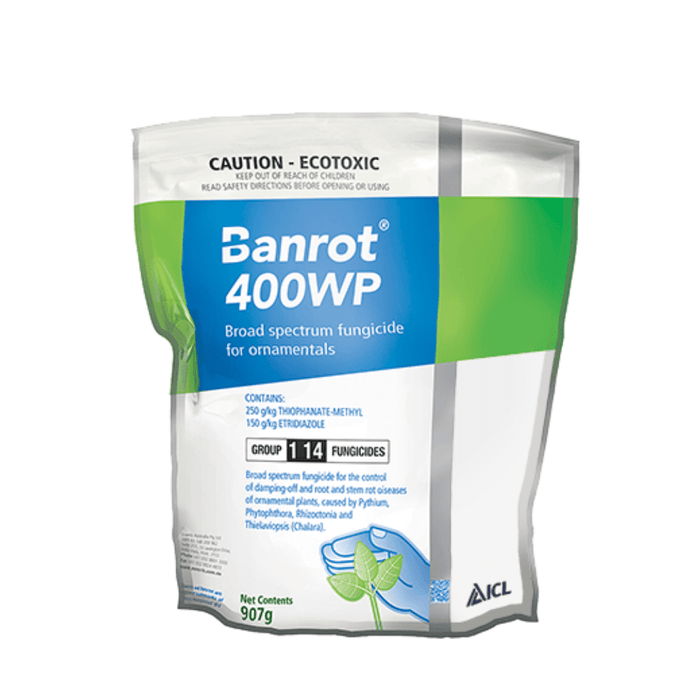 CAUTION - ECOTOXIC
KEEP OUT OF REACH OF CHILDREN
READ SAFETY DIRECTIONS BEFORE OPENING OR USING
Banrot®
400WP
Broad spectrum fungicide
for ornamentals
CONTAINS:
250 g/kg THIOPHANATE-METHYL
150 g/kg ETRIDIAZOLE
GROUP 1 14 FUNGICIDES
Broad spectrum fungicide for the control
of damping-off and root and stem rot diseases
of ornamental plants, caused by Pythium,
Phytophthora, Rhizoctonia and
Thielaviopsis (Chalara).
Net Contents
907g
ICL